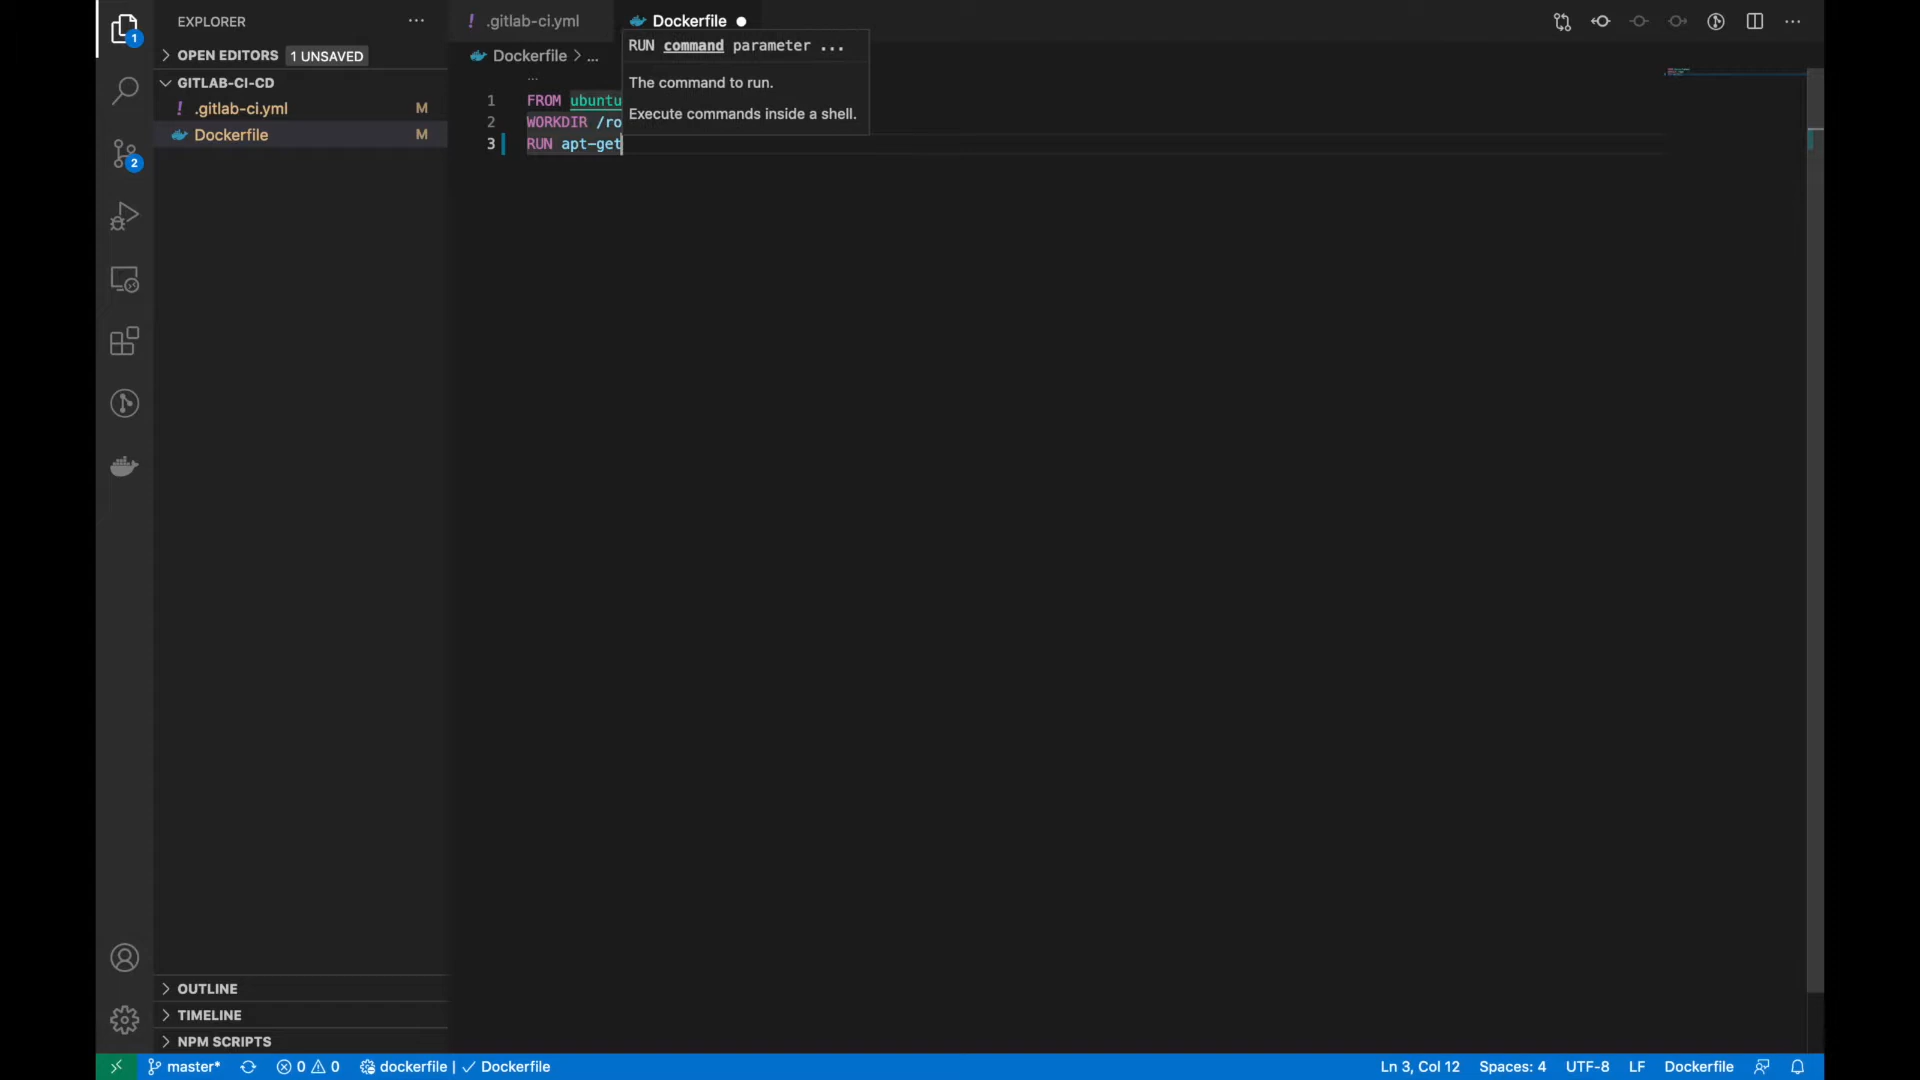 EXPLORER
1
OPEN EDITORS 1 UNSAVED
GITLAB-CI-CD
! .gitlab-ci.yml M
Dockerfile M
2
OUTLINE
TIMELINE
NPM SCRIPTS
! .gitlab-ci.yml
Dockerfile
Dockerfile > ...
RUN command parameter ...
The command to run.
Execute commands inside a shell.
...
1 FROM ubuntu
2 WORKDIR /ro
3 RUN apt-get
master* 0 0 dockerfile | Dockerfile
Ln 3, Col 12 Spaces: 4 UTF-8 LF Dockerfile